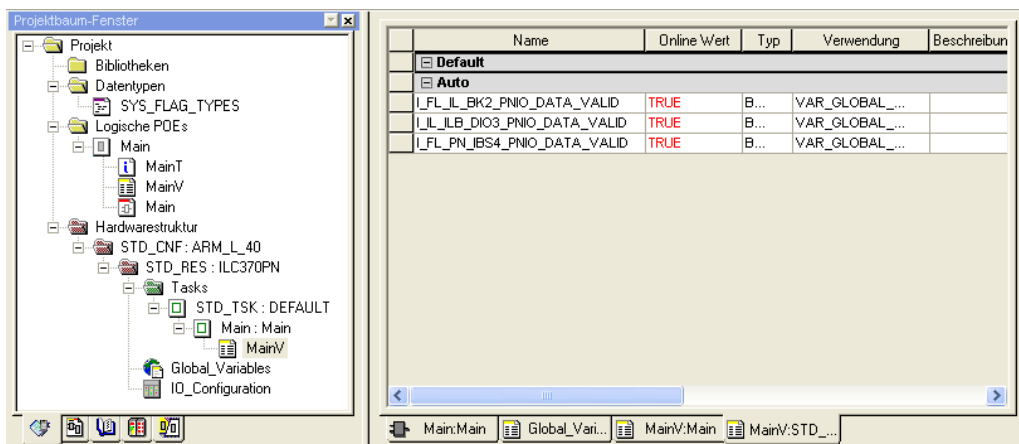 Projektbaum-Fenster
Projekt
Bibliotheken
Datentypen
SYS_FLAG_TYPES
Logische POEs
Main
MainT
MainV
Main
Hardwarestruktur
STD_CNF : ARM_L_40
STD_RES : ILC370PN
Tasks
STD_TSK : DEFAULT
Main : Main
MainV
Global_Variables
IO_Configuration
Name Online Wert Typ Verwendung Beschreibun
Default
Auto
I_FL_IL_BK2_PNIO_DATA_VALID TRUE B... VAR_GLOBAL_...
I_IL_ILB_DIO3_PNIO_DATA_VALID TRUE B... VAR_GLOBAL_...
I_FL_PN_IBS4_PNIO_DATA_VALID TRUE B... VAR_GLOBAL_...
Main:Main Global_Vari... MainV:Main MainV:STD_...